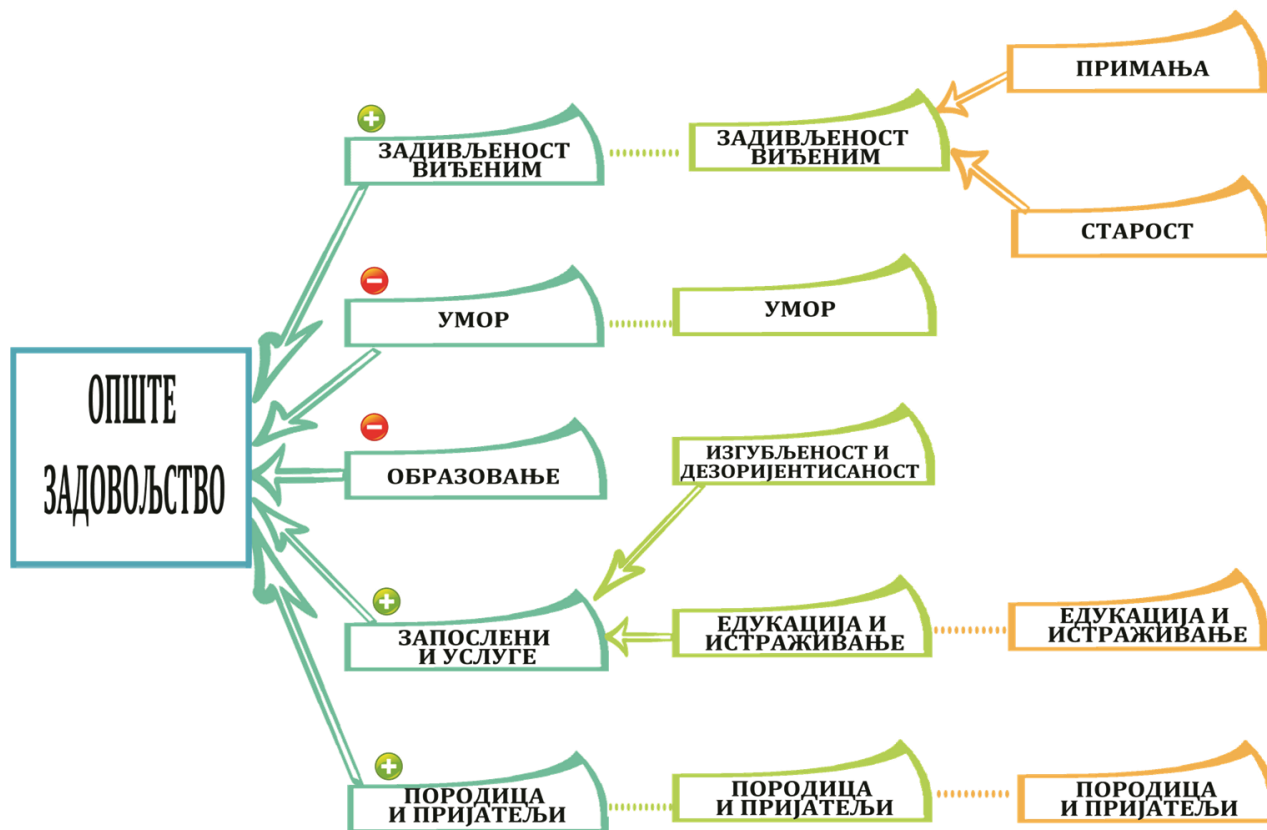 ПРИМАЊА
ЗАДИВЉЕНОСТ
ВИЂЕНИМ
ЗАДИВЉЕНОСТ
ВИЂЕНИМ
СТАРОСТ
УМОР
УМОР
ОПШТЕ
ЗАДОВОЉСТВО
ОБРАЗОВАЊЕ
ИЗГУБЉЕНОСТ И
ДЕЗОРИЈЕНТИСАНОСТ
ЗАПОСЛЕНИ
И УСЛУГЕ
ЕДУКАЦИЈА И
ИСТРАЖИВАЊЕ
ЕДУКАЦИЈА И
ИСТРАЖИВАЊЕ
ПОРОДИЦА
И ПРИЈАТЕЉИ
ПОРОДИЦА
И ПРИЈАТЕЉИ
ПОРОДИЦА
И ПРИЈАТЕЉИ